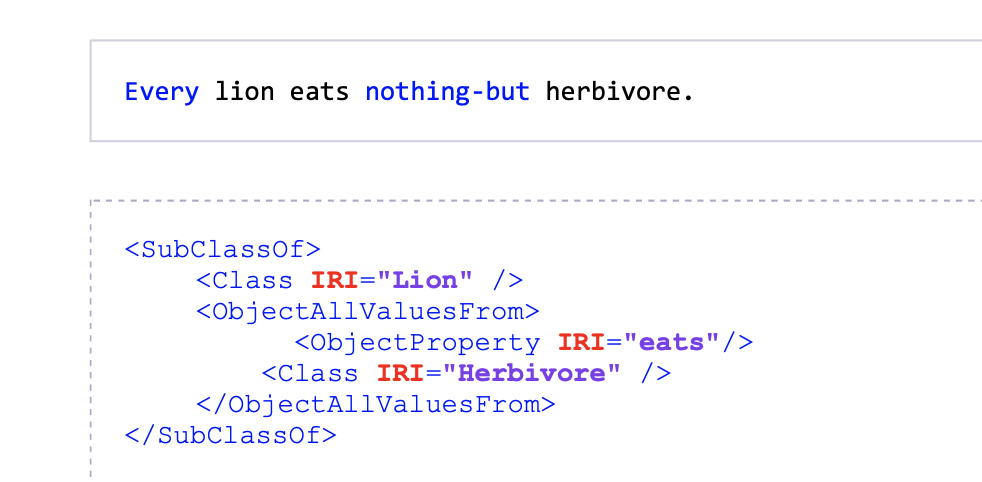 Every lion eats nothing-but herbivore.
<SubClassOf>
<Class IRI="Lion" />
<ObjectAllValuesFrom>
<ObjectProperty IRI="eats"/>
<Class IRI="Herbivore" />
</ObjectAllValuesFrom>
</SubClassOf>